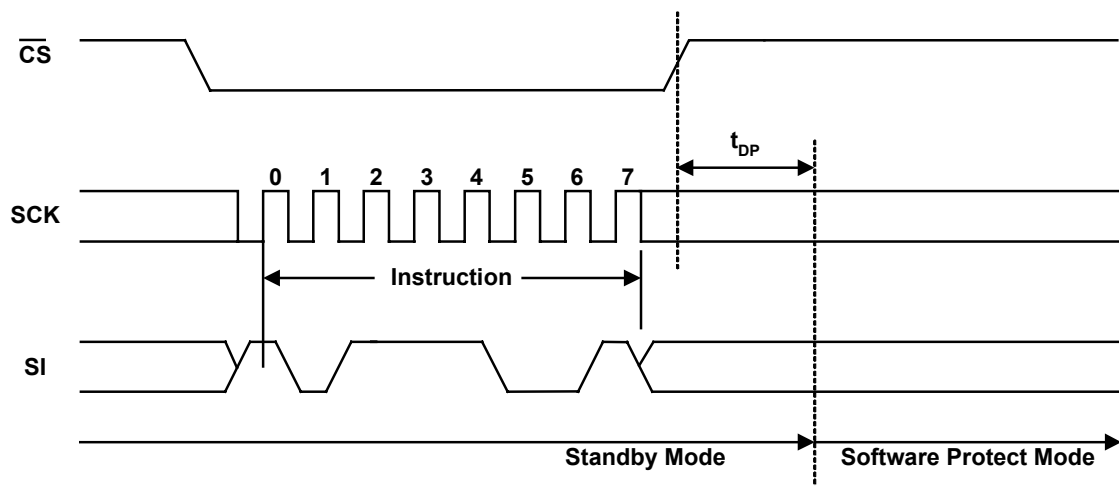 CS
t_DP
0 1 2 3 4 5 6 7
SCK
Instruction
SI
Standby Mode Software Protect Mode